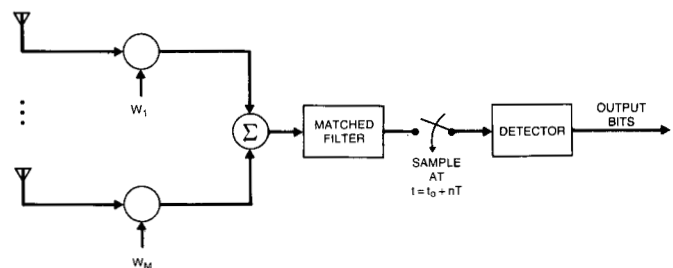 W1
WM
Σ
MATCHED
FILTER
SAMPLE
AT
t = t0 + nT
DETECTOR
OUTPUT
BITS